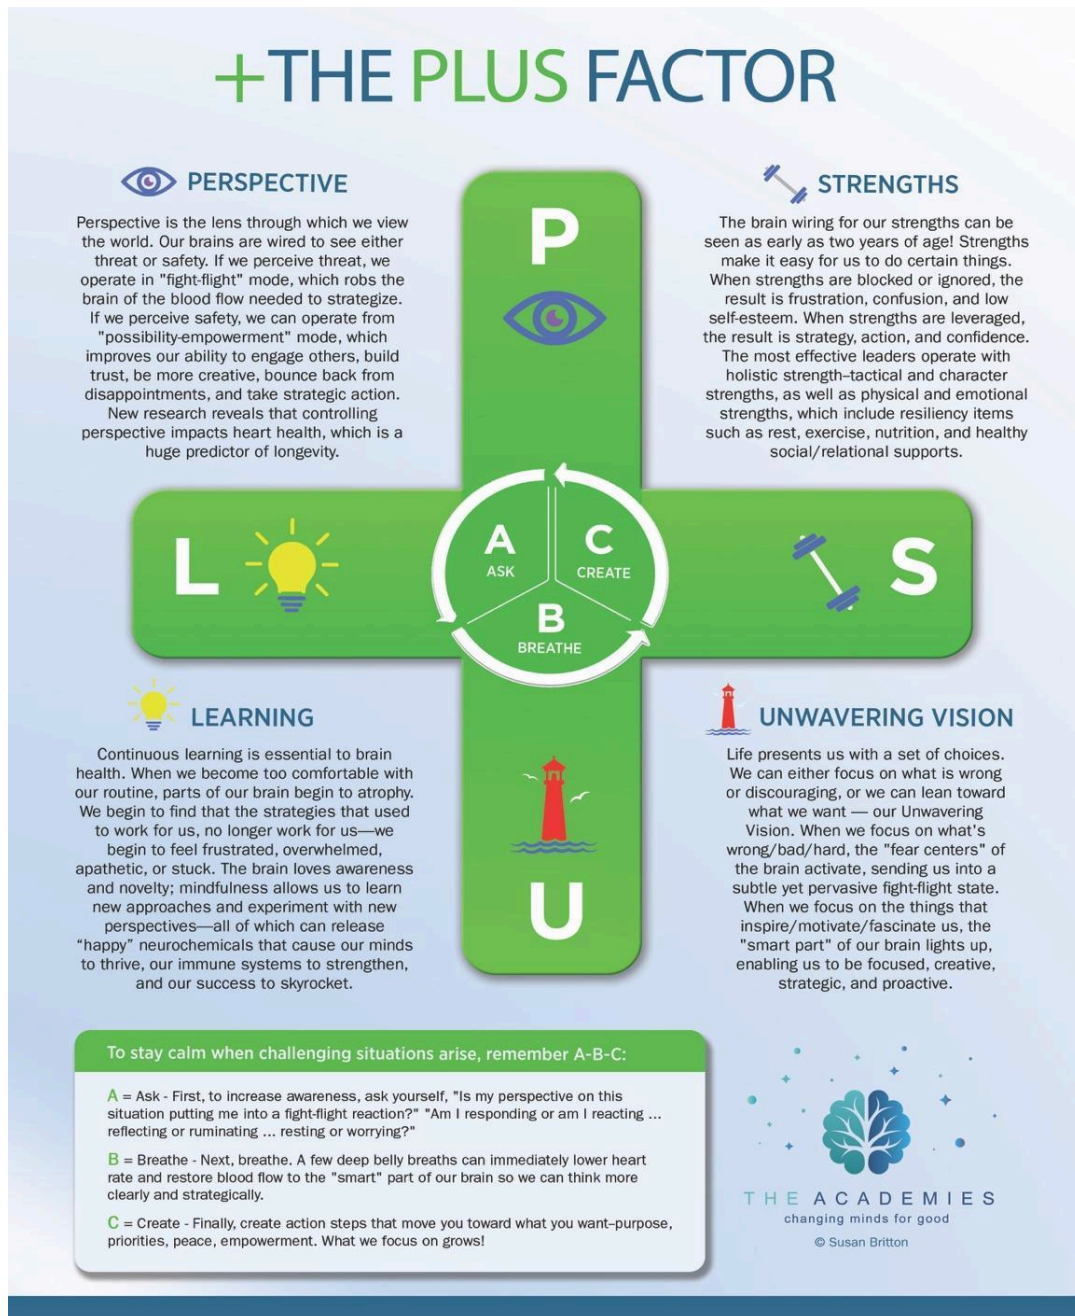 +THE PLUS FACTOR
PERSPECTIVE
Perspective is the lens through which we view
the world. Our brains are wired to see either
threat or safety. If we perceive threat, we
operate in "fight-flight" mode, which robs the
brain of the blood flow needed to strategize.
If we perceive safety, we can operate from
"possibility-empowerment" mode, which
improves our ability to engage others, build
trust, be more creative, bounce back from
disappointments, and take strategic action.
New research reveals that controlling
perspective impacts heart health, which is a
huge predictor of longevity.
P
STRENGTHS
The brain wiring for our strengths can be
seen as early as two years of age! Strengths
make it easy for us to do certain things.
When strengths are blocked or ignored, the
result is frustration, confusion, and low
self-esteem. When strengths are leveraged,
the result is strategy, action, and confidence.
The most effective leaders operate with
holistic strength–tactical and character
strengths, as well as physical and emotional
strengths, which include resiliency items
such as rest, exercise, nutrition, and healthy
social/relational supports.
L
A
ASK
C
CREATE
B
BREATHE
S
LEARNING
Continuous learning is essential to brain
health. When we become too comfortable with
our routine, parts of our brain begin to atrophy.
We begin to find that the strategies that used
to work for us, no longer work for us—we
begin to feel frustrated, overwhelmed,
apathetic, or stuck. The brain loves awareness
and novelty; mindfulness allows us to learn
new approaches and experiment with new
perspectives—all of which can release
“happy” neurochemicals that cause our minds
to thrive, our immune systems to strengthen,
and our success to skyrocket.
U
UNWAVERING VISION
Life presents us with a set of choices.
We can either focus on what is wrong
or discouraging, or we can lean toward
what we want — our Unwavering
Vision. When we focus on what's
wrong/bad/hard, the "fear centers" of
the brain activate, sending us into a
subtle yet pervasive fight-flight state.
When we focus on the things that
inspire/motivate/fascinate us, the
"smart part" of our brain lights up,
enabling us to be focused, creative,
strategic, and proactive.
To stay calm when challenging situations arise, remember A-B-C:
A = Ask - First, to increase awareness, ask yourself, "Is my perspective on this
situation putting me into a fight-flight reaction?" "Am I responding or am I reacting ...
reflecting or ruminating ... resting or worrying?"
B = Breathe - Next, breathe. A few deep belly breaths can immediately lower heart
rate and restore blood flow to the "smart" part of our brain so we can think more
clearly and strategically.
C = Create - Finally, create action steps that move you toward what you want–purpose,
priorities, peace, empowerment. What we focus on grows!
THE ACADEMIES
changing minds for good
© Susan Britton